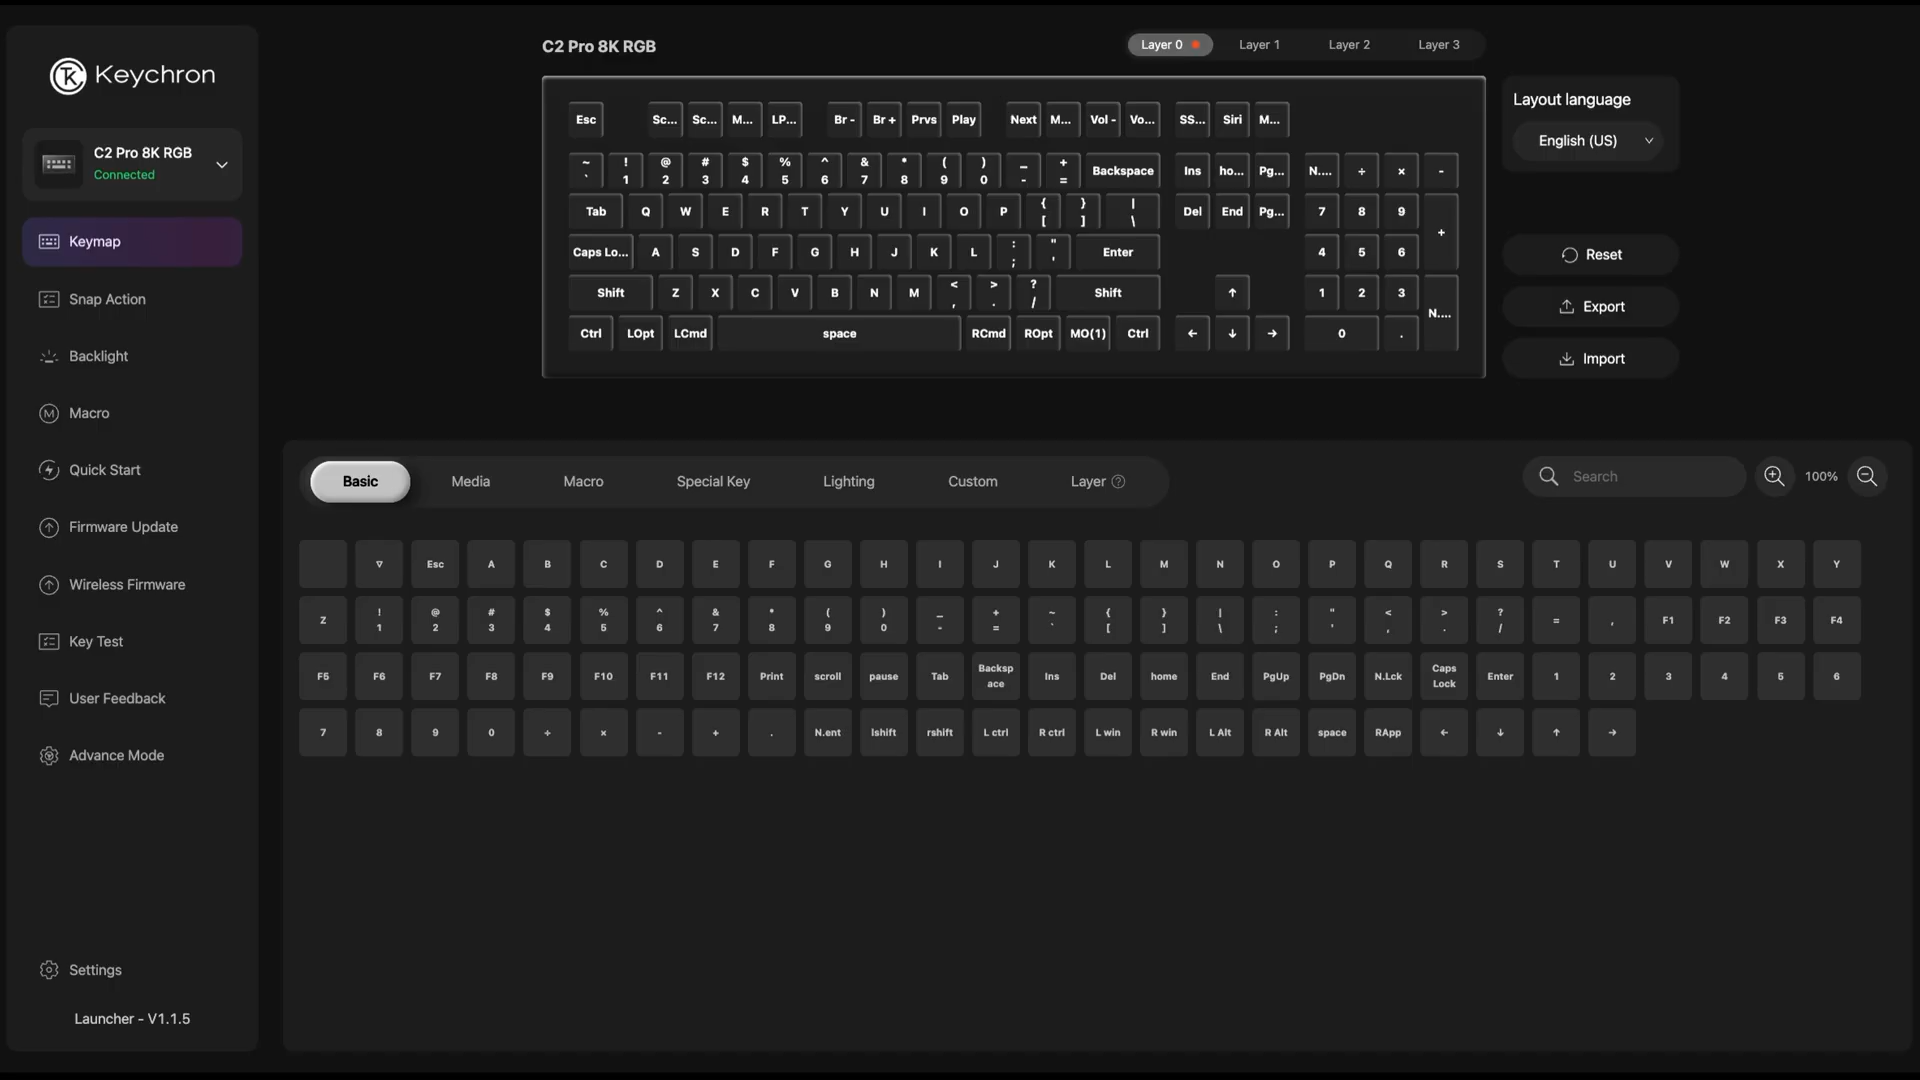 Keychron
C2 Pro 8K RGB
Connected
Keymap
Snap Action
Backlight
Macro
Quick Start
Firmware Update
Wireless Firmware
Key Test
User Feedback
Advance Mode
Settings
Launcher - V1.1.5
C2 Pro 8K RGB
Layer 0 Layer 1 Layer 2 Layer 3
Esc Sc... Sc... M... LP... Br - Br + Prvs Play Next M... Vol - Vo... SS... Siri M...
~ ! @ # $ % ^ & * ( ) _ +
` 1 2 3 4 5 6 7 8 9 0 - = Backspace Ins ho... Pg... N.... ÷ × -
Tab Q W E R T Y U I O P { [ } ] | \ Del End Pg... 7 8 9 +
Caps Lo... A S D F G H J K L : ; " ' Enter 4 5 6
Shift Z X C V B N M < , > . ? / Shift ↑ 1 2 3 N....
Ctrl LOpt LCmd space RCmd ROpt MO(1) Ctrl ← ↓ → 0 .
Layout language
English (US)
Reset
Export
Import
Basic Media Macro Special Key Lighting Custom Layer ?
Search 100%
▽ Esc A B C D E F G H I J K L M N O P Q R S T U V W X Y
! @ # $ % ^ & * ( ) _ + ~ { } | : " < > ?
Z 1 2 3 4 5 6 7 8 9 0 - = ` [ ] \ ; ' , . / = , F1 F2 F3 F4
F5 F6 F7 F8 F9 F10 F11 F12 Print scroll pause Tab Backsp ace Ins Del home End PgUp PgDn N.Lck Caps Lock Enter 1 2 3 4 5 6
7 8 9 0 ÷ × - + . N.ent lshift rshift L ctrl R ctrl L win R win L Alt R Alt space RApp ← ↓ ↑ →